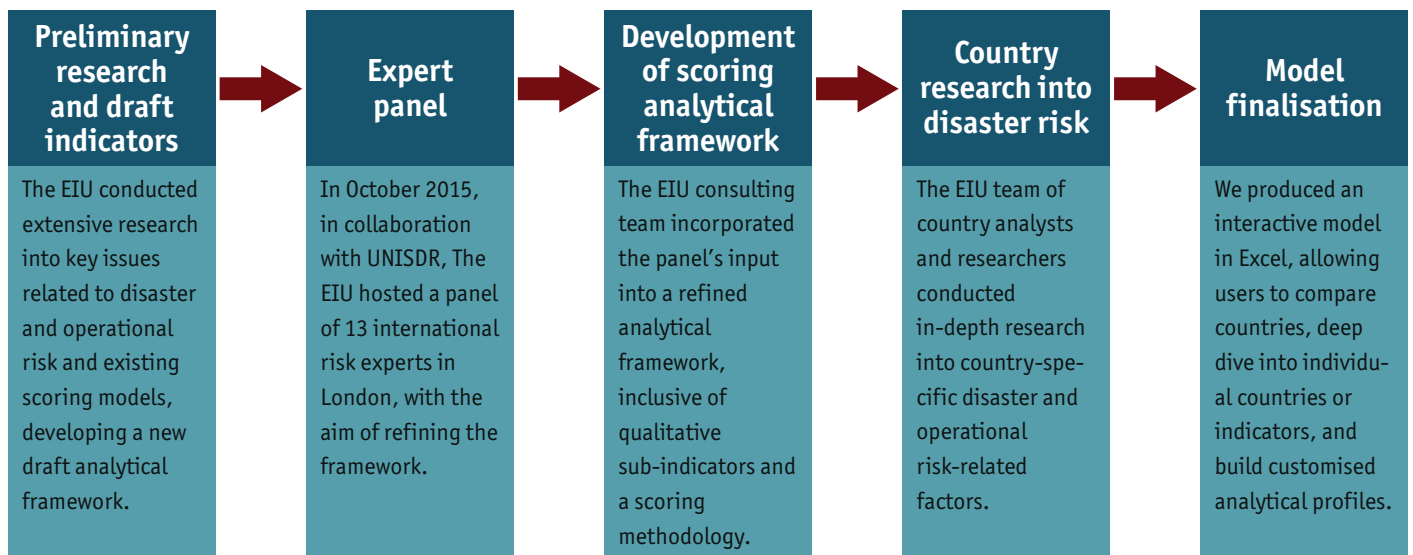 Preliminary
research
and draft
indicators
The EIU conducted
extensive research
into key issues
related to disaster
and operational
risk and existing
scoring models,
developing a new
draft analytical
framework.
Expert
panel
In October 2015,
in collaboration
with UNISDR, The
EIU hosted a panel
of 13 international
risk experts in
London, with the
aim of refining the
framework.
Development
of scoring
analytical
framework
The EIU consulting
team incorporated
the panel’s input
into a refined
analytical
framework,
inclusive of
qualitative
sub-indicators and
a scoring
methodology.
Country
research into
disaster risk
The EIU team of
country analysts
and researchers
conducted
in-depth research
into country-spe-
cific disaster and
operational
risk-related
factors.
Model
finalisation
We produced an
interactive model
in Excel, allowing
users to compare
countries, deep
dive into individu-
al countries or
indicators, and
build customised
analytical profiles.